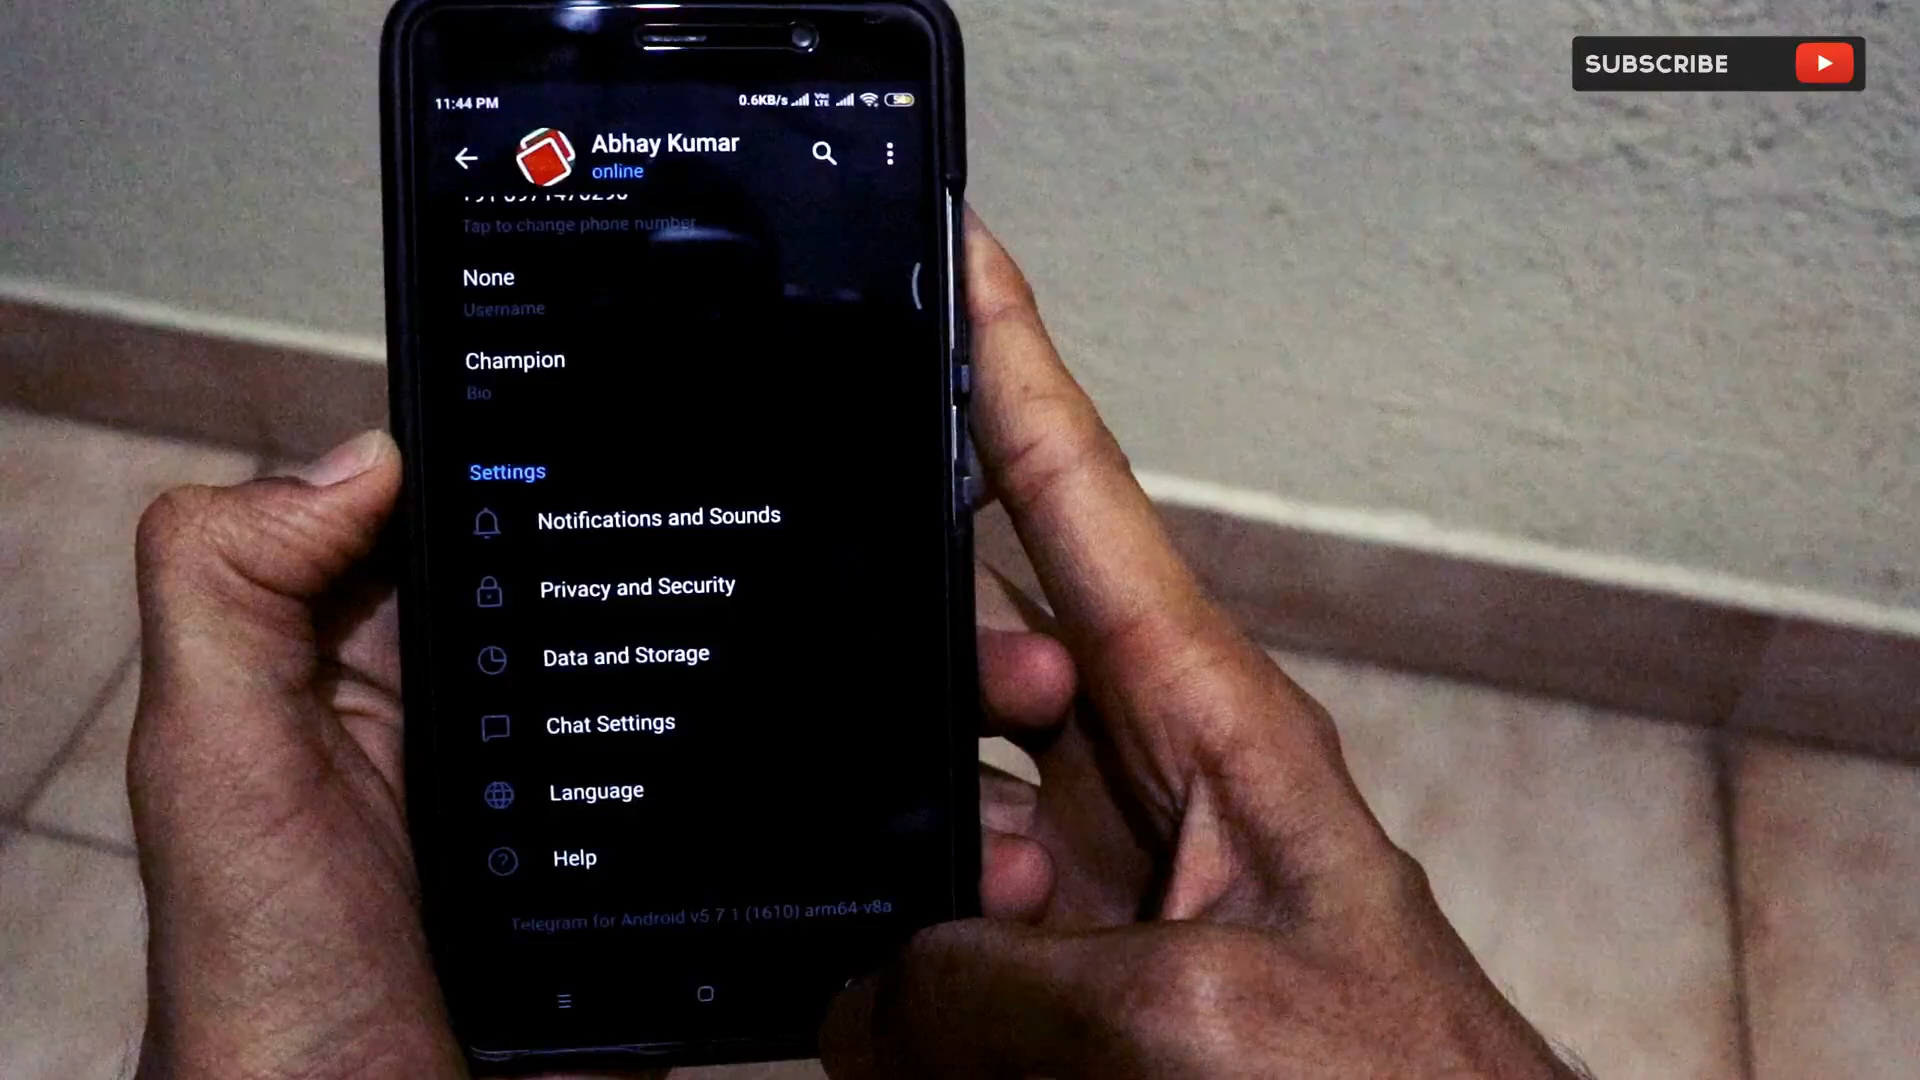 SUBSCRIBE
11:44 PM
0.6KB/s
Abhay Kumar
online
Tap to change phone number
None
Username
Champion
Bio
Settings
Notifications and Sounds
Privacy and Security
Data and Storage
Chat Settings
Language
Help
Telegram for Android v5.7.1 (1610) arm64-v8a